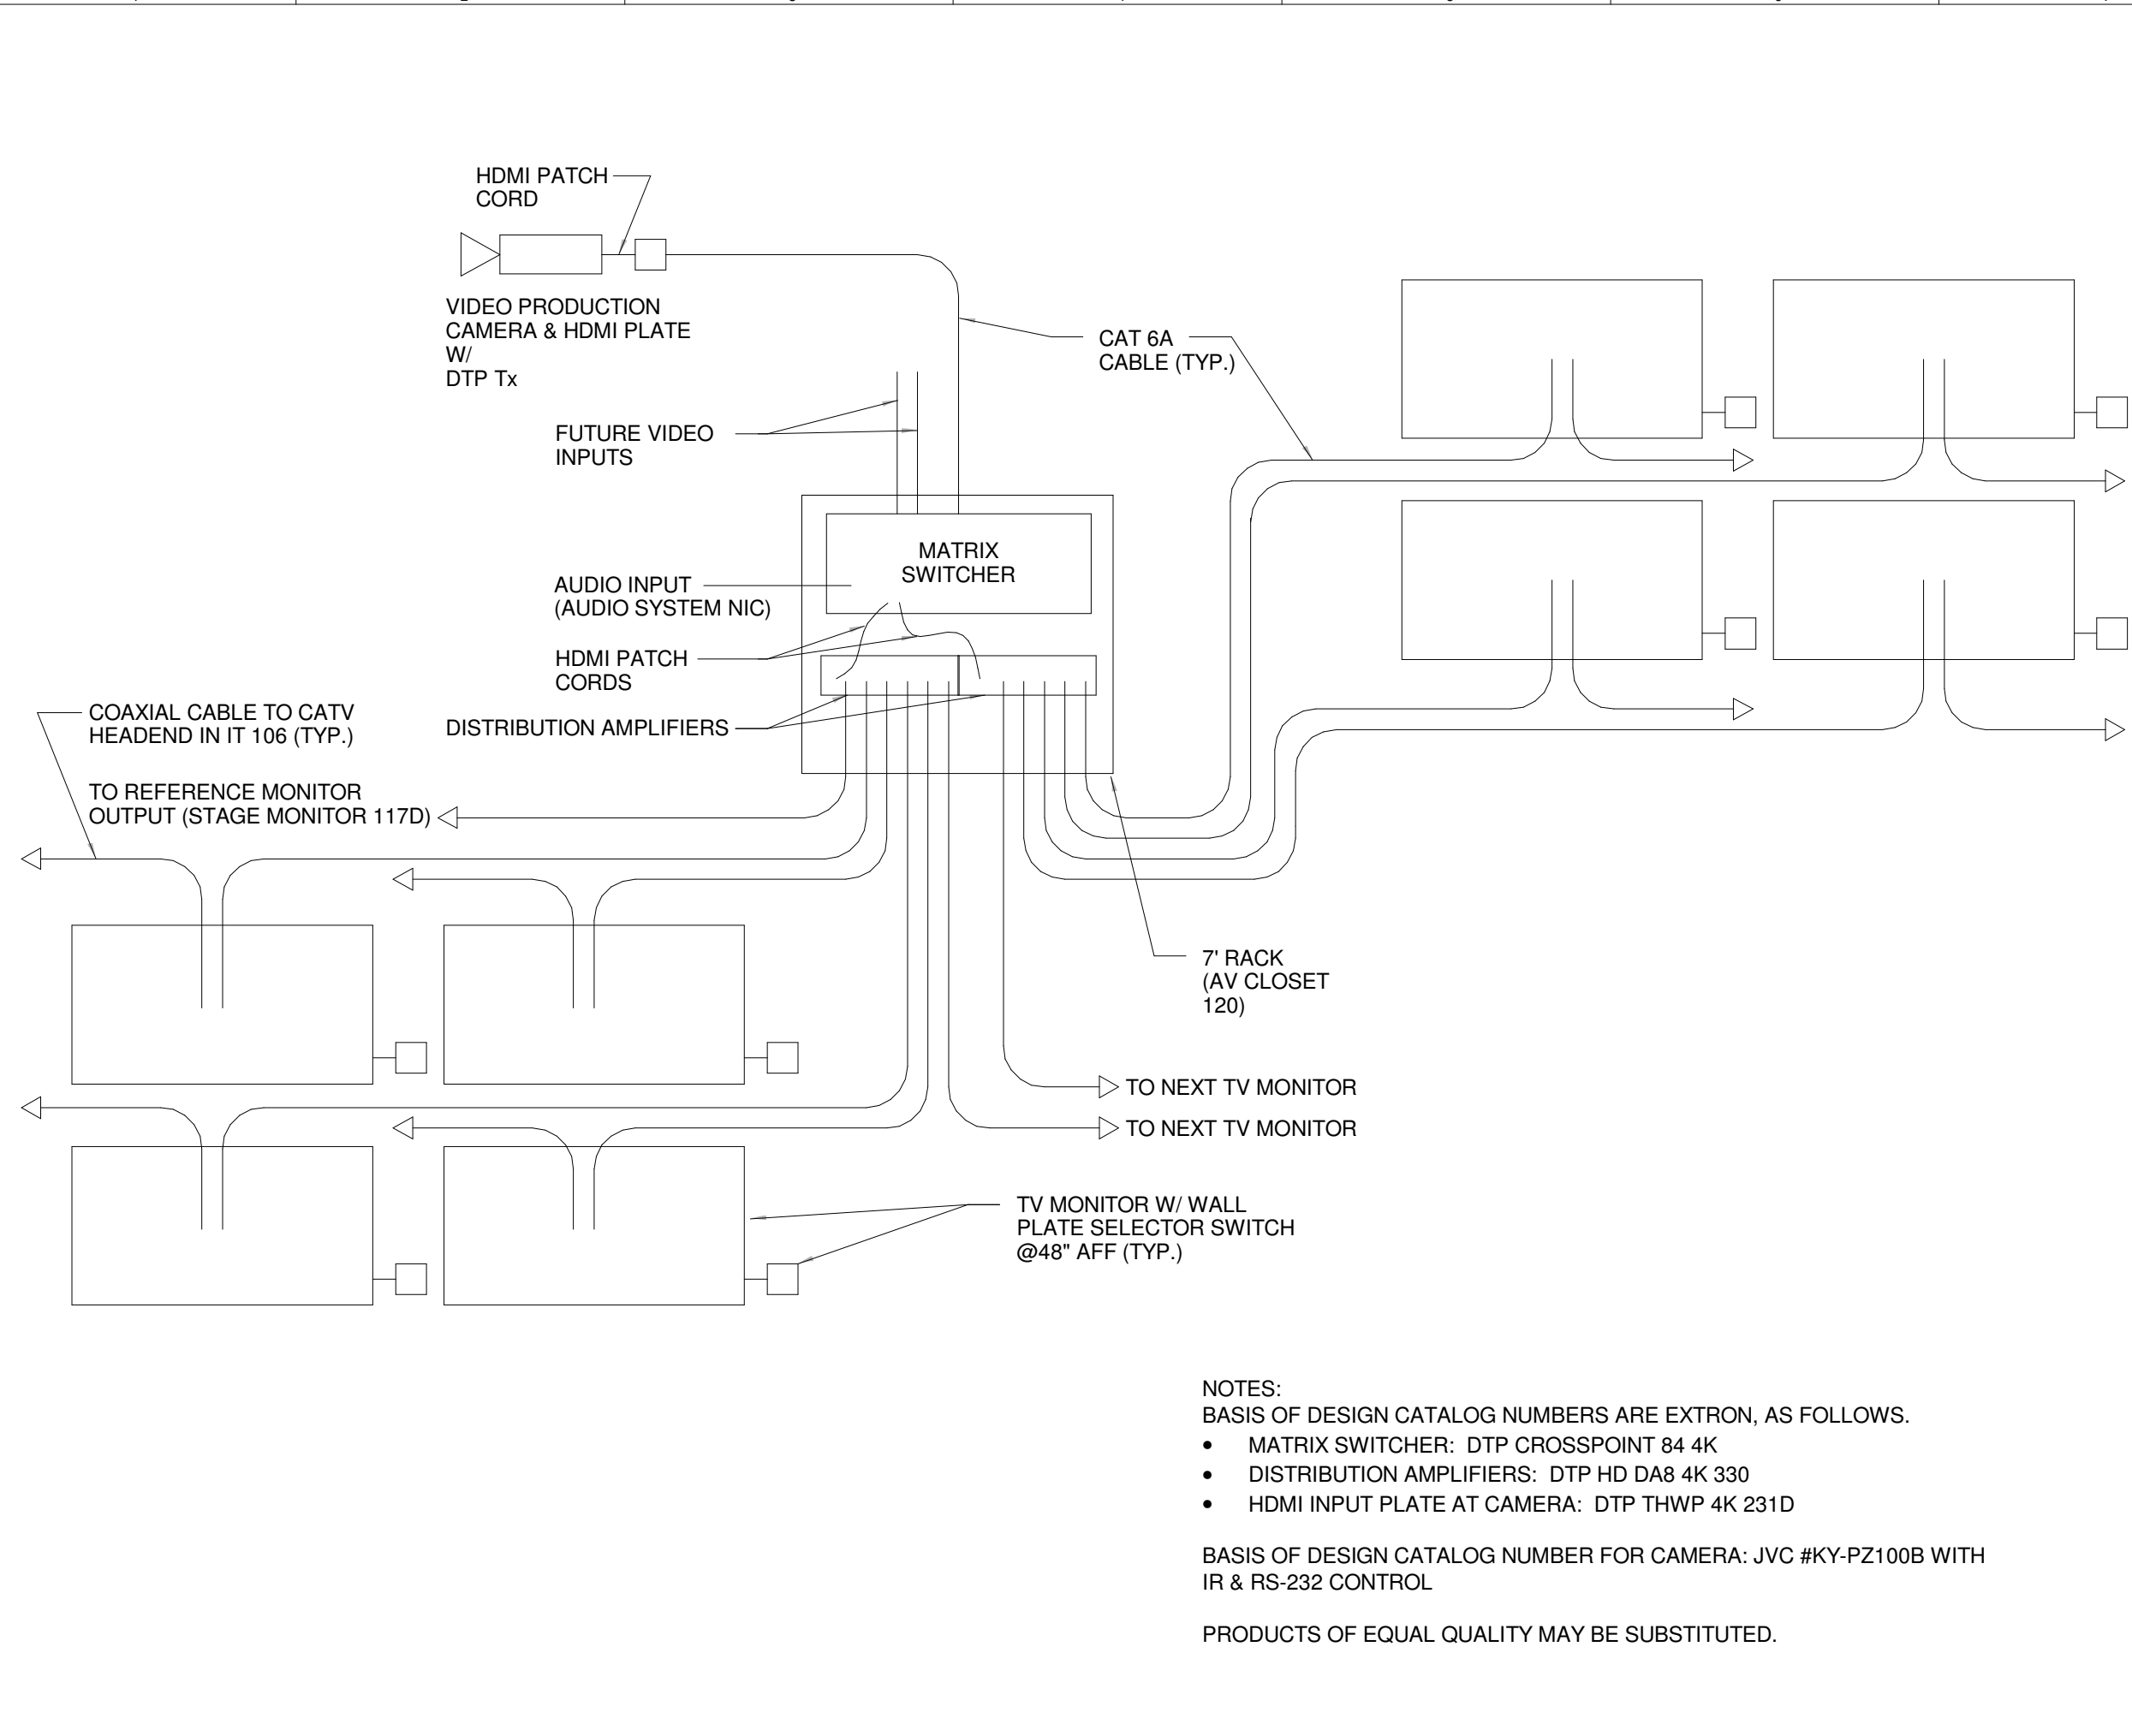 HDMI PATCH
CORD
VIDEO PRODUCTION
CAMERA & HDMI PLATE
W/
DTP Tx
CAT 6A
CABLE (TYP.)
FUTURE VIDEO
INPUTS
MATRIX
SWITCHER
AUDIO INPUT
(AUDIO SYSTEM NIC)
HDMI PATCH
CORDS
DISTRIBUTION AMPLIFIERS
COAXIAL CABLE TO CATV
HEADEND IN IT 106 (TYP.)
TO REFERENCE MONITOR
OUTPUT (STAGE MONITOR 117D)
7' RACK
(AV CLOSET
120)
TO NEXT TV MONITOR
TO NEXT TV MONITOR
TV MONITOR W/ WALL
PLATE SELECTOR SWITCH
@48" AFF (TYP.)
NOTES:
BASIS OF DESIGN CATALOG NUMBERS ARE EXTRON, AS FOLLOWS.
• MATRIX SWITCHER: DTP CROSSPOINT 84 4K
• DISTRIBUTION AMPLIFIERS: DTP HD DA8 4K 330
• HDMI INPUT PLATE AT CAMERA: DTP THWP 4K 231D
BASIS OF DESIGN CATALOG NUMBER FOR CAMERA: JVC #KY-PZ100B WITH
IR & RS-232 CONTROL
PRODUCTS OF EQUAL QUALITY MAY BE SUBSTITUTED.